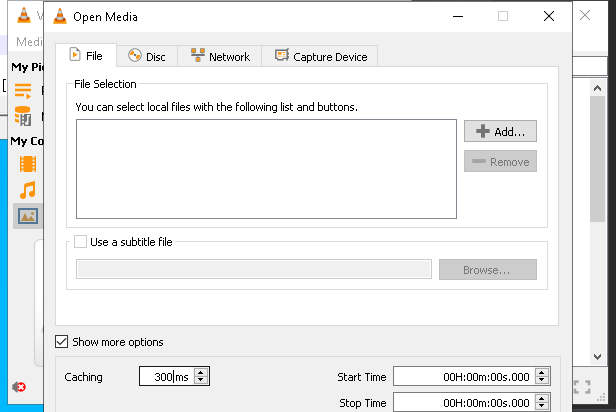 Open Media
Medi
File
Disc
Network
Capture Device
My Pi
File Selection
You can select local files with the following list and buttons.
Add...
Remove
My Co
Use a subtitle file
Browse...
Show more options
Caching
300 ms
Start Time
00H:00m:00s.000
Stop Time
00H:00m:00s.000